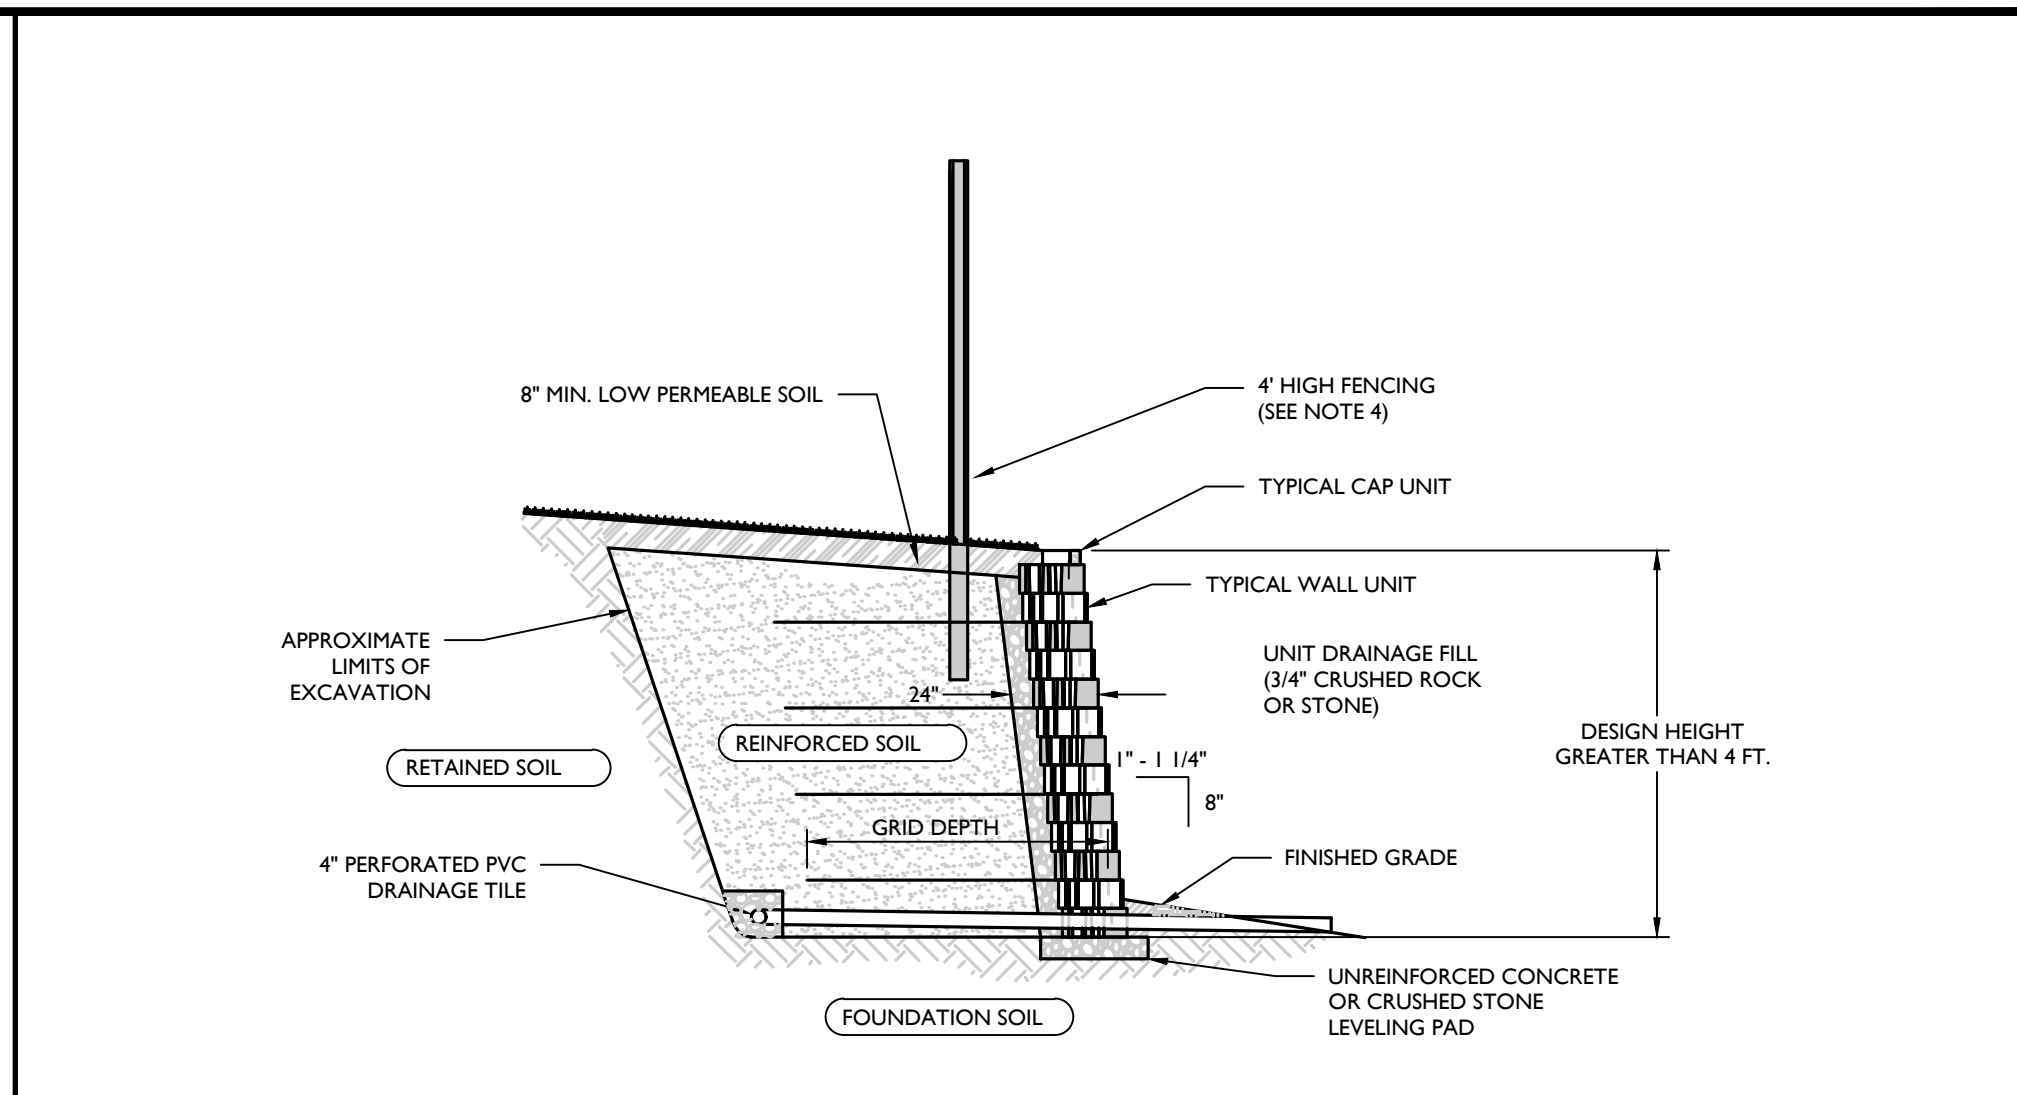 8" MIN. LOW PERMEABLE SOIL
4' HIGH FENCING
(SEE NOTE 4)
TYPICAL CAP UNIT
TYPICAL WALL UNIT
APPROXIMATE
LIMITS OF
EXCAVATION
UNIT DRAINAGE FILL
(3/4" CRUSHED ROCK
OR STONE)
24"
REINFORCED SOIL
RETAINED SOIL
DESIGN HEIGHT
GREATER THAN 4 FT.
1" - 1 1/4"
8"
GRID DEPTH
4" PERFORATED PVC
DRAINAGE TILE
FINISHED GRADE
UNREINFORCED CONCRETE
OR CRUSHED STONE
LEVELING PAD
FOUNDATION SOIL